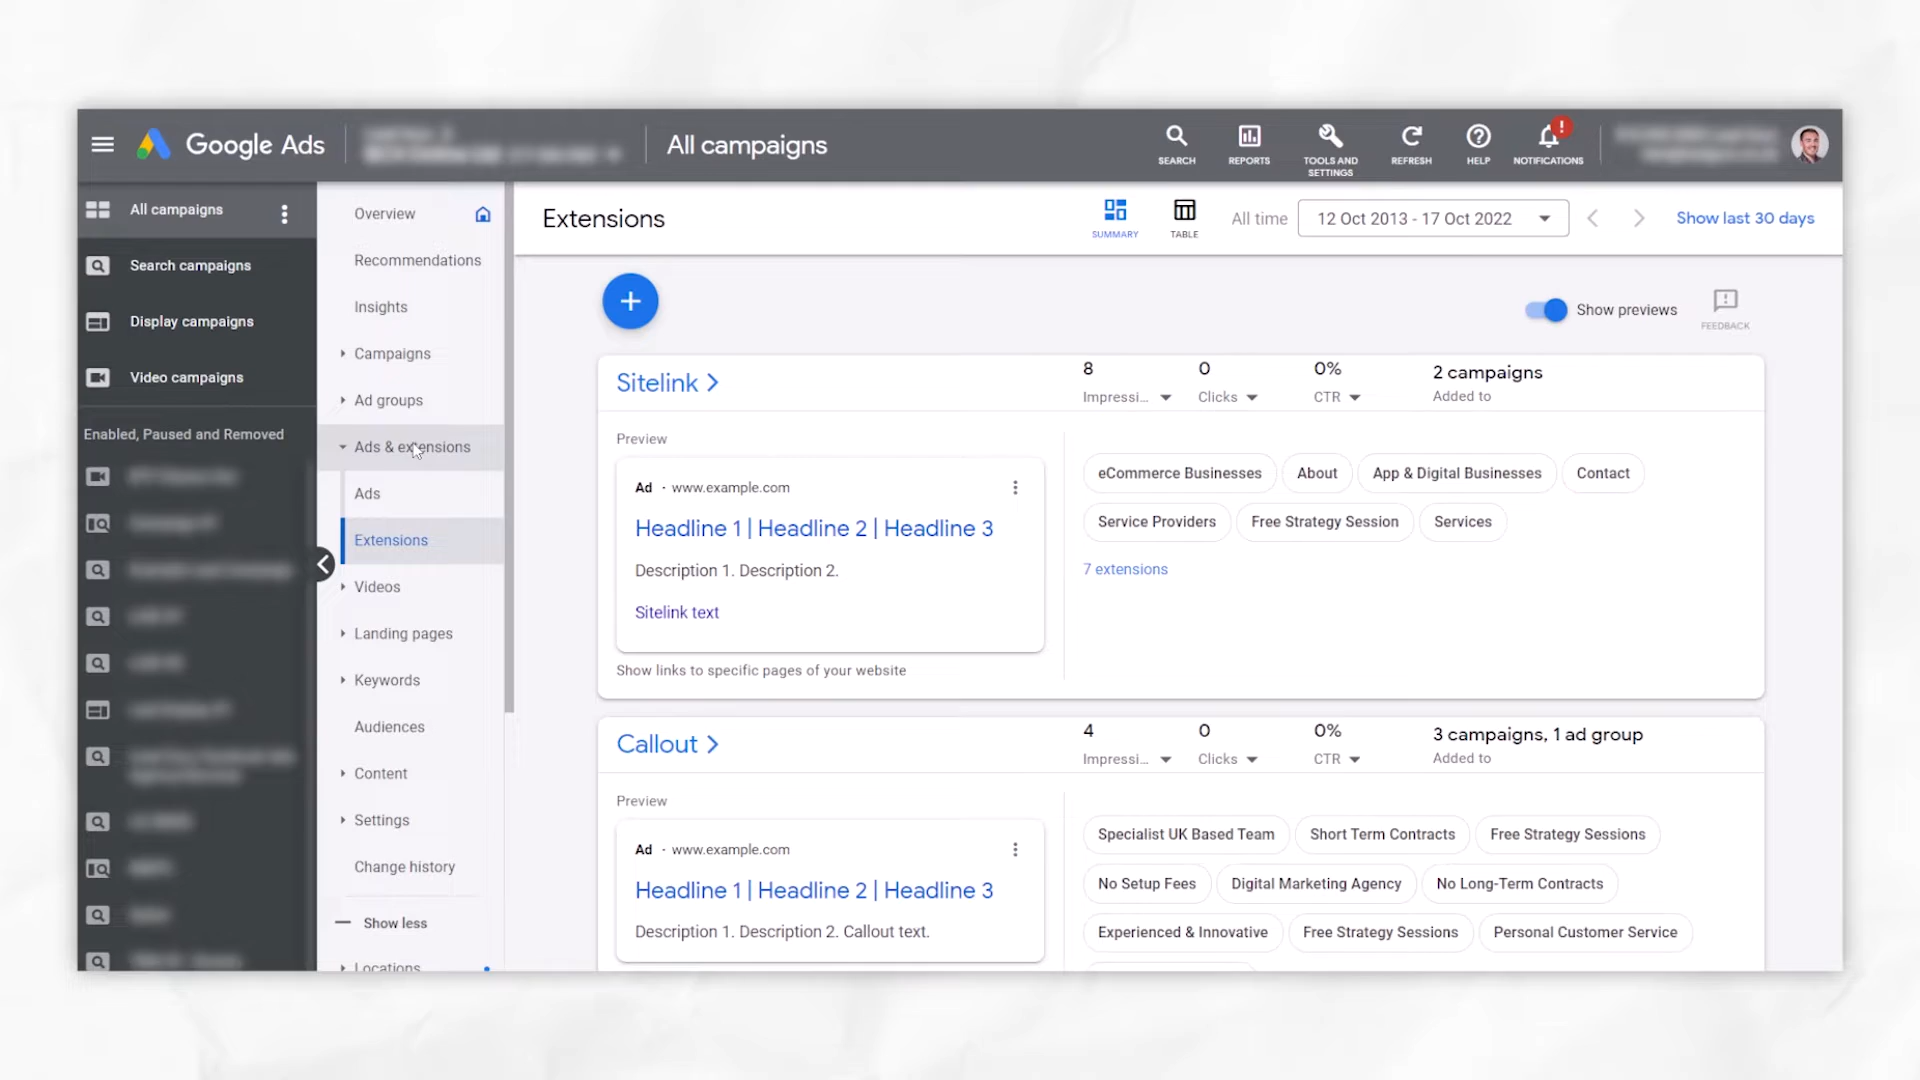 Google Ads
All campaigns
SEARCH
REPORTS
TOOLS AND
SETTINGS
REFRESH
HELP
!
NOTIFICATIONS
All campaigns
Search campaigns
Display campaigns
Video campaigns
Enabled, Paused and Removed
Overview
Recommendations
Insights
Campaigns
Ad groups
Ads & extensions
Ads
Extensions
Videos
Landing pages
Keywords
Audiences
Content
Settings
Change history
Show less
Locations
Extensions
SUMMARY
TABLE
All time
12 Oct 2013 - 17 Oct 2022
Show last 30 days
Show previews
FEEDBACK
Sitelink
8
Impressi...
0
Clicks
0%
CTR
2 campaigns
Added to
Preview
Ad · www.example.com
Headline 1 | Headline 2 | Headline 3
Description 1. Description 2.
Sitelink text
Show links to specific pages of your website
eCommerce Businesses
About
App & Digital Businesses
Contact
Service Providers
Free Strategy Session
Services
7 extensions
Callout
4
Impressi...
0
Clicks
0%
CTR
3 campaigns, 1 ad group
Added to
Preview
Ad · www.example.com
Headline 1 | Headline 2 | Headline 3
Description 1. Description 2. Callout text.
Specialist UK Based Team
Short Term Contracts
Free Strategy Sessions
No Setup Fees
Digital Marketing Agency
No Long-Term Contracts
Experienced & Innovative
Free Strategy Sessions
Personal Customer Service